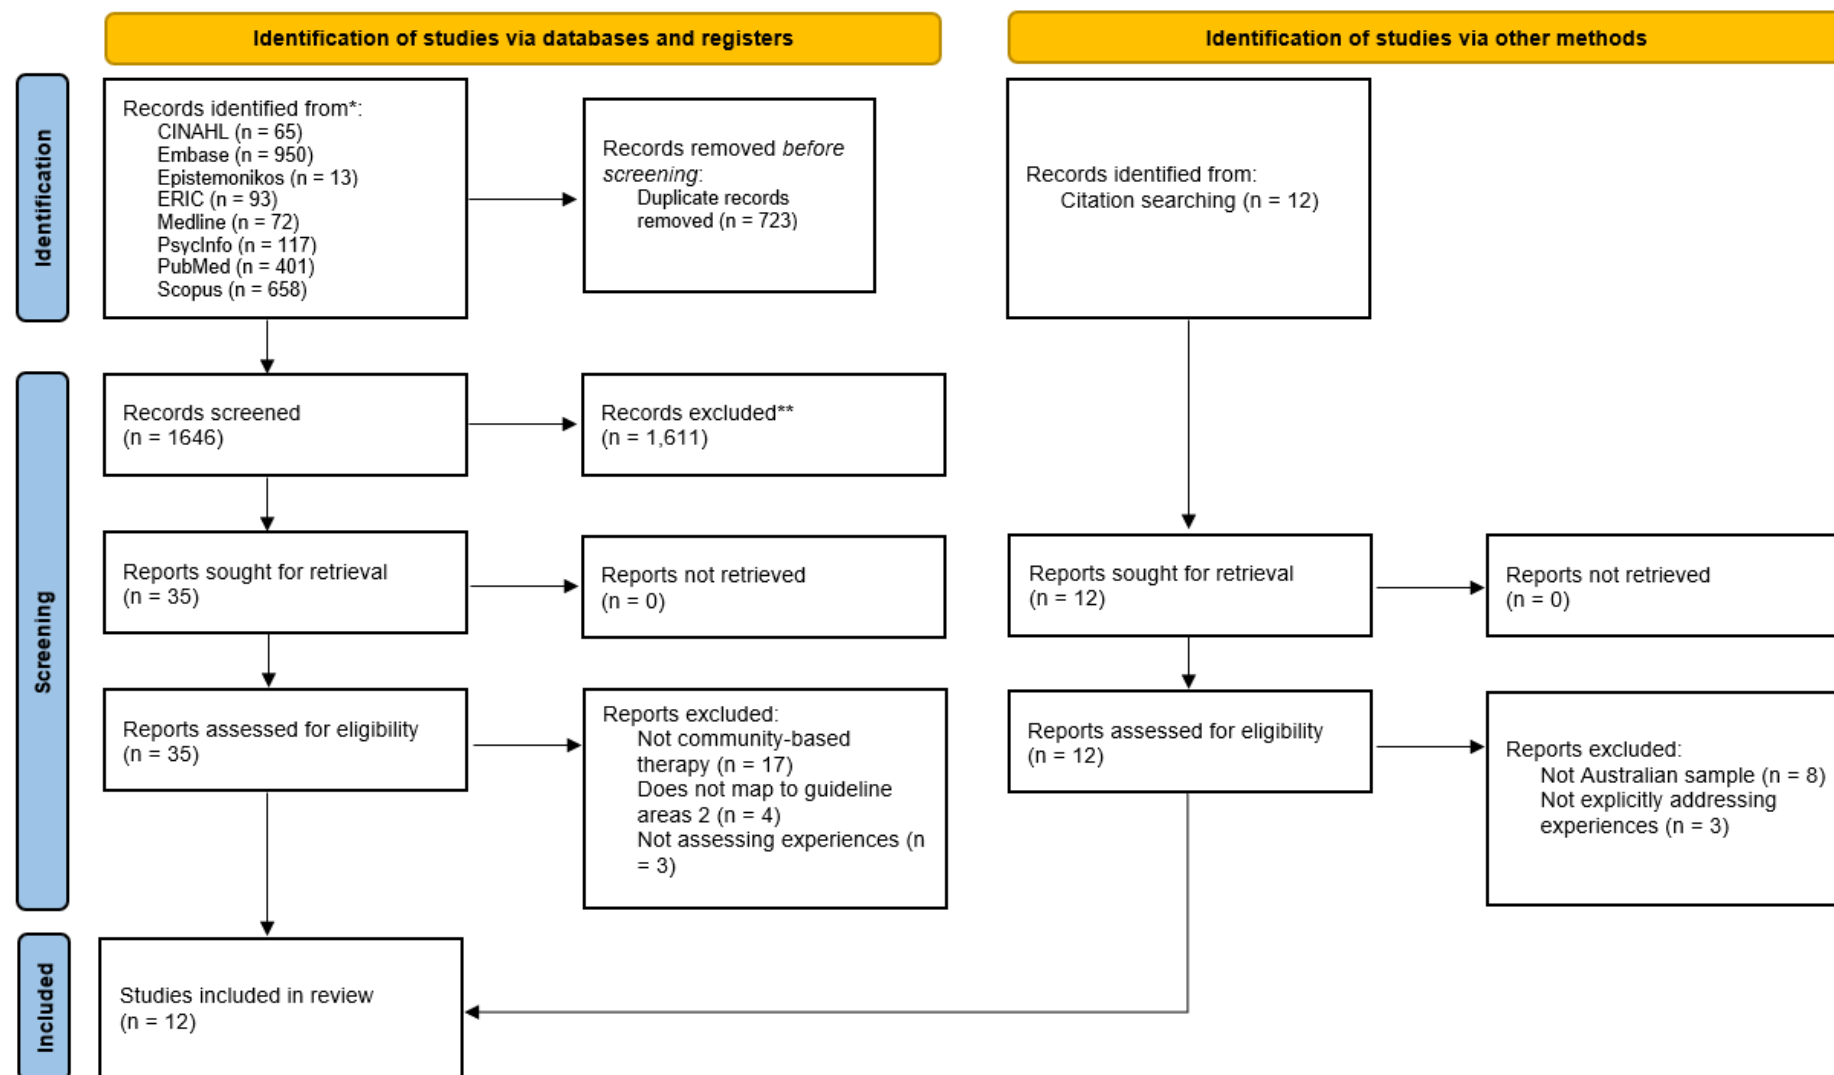 Identification of studies via databases and registers
Identification of studies via other methods
Identification
Records identified from*:
CINAHL (n = 65)
Embase (n = 950)
Epistemonikos (n = 13)
ERIC (n = 93)
Medline (n = 72)
PsycInfo (n = 117)
PubMed (n = 401)
Scopus (n = 658)
Records removed before
screening:
Duplicate records
removed (n = 723)
Records identified from:
Citation searching (n = 12)
Screening
Records screened
(n = 1646)
Records excluded**
(n = 1,611)
Reports sought for retrieval
(n = 35)
Reports not retrieved
(n = 0)
Reports sought for retrieval
(n = 12)
Reports not retrieved
(n = 0)
Reports assessed for eligibility
(n = 35)
Reports excluded:
Not community-based
therapy (n = 17)
Does not map to guideline
areas 2 (n = 4)
Not assessing experiences (n
= 3)
Reports assessed for eligibility
(n = 12)
Reports excluded:
Not Australian sample (n = 8)
Not explicitly addressing
experiences (n = 3)
Included
Studies included in review
(n = 12)